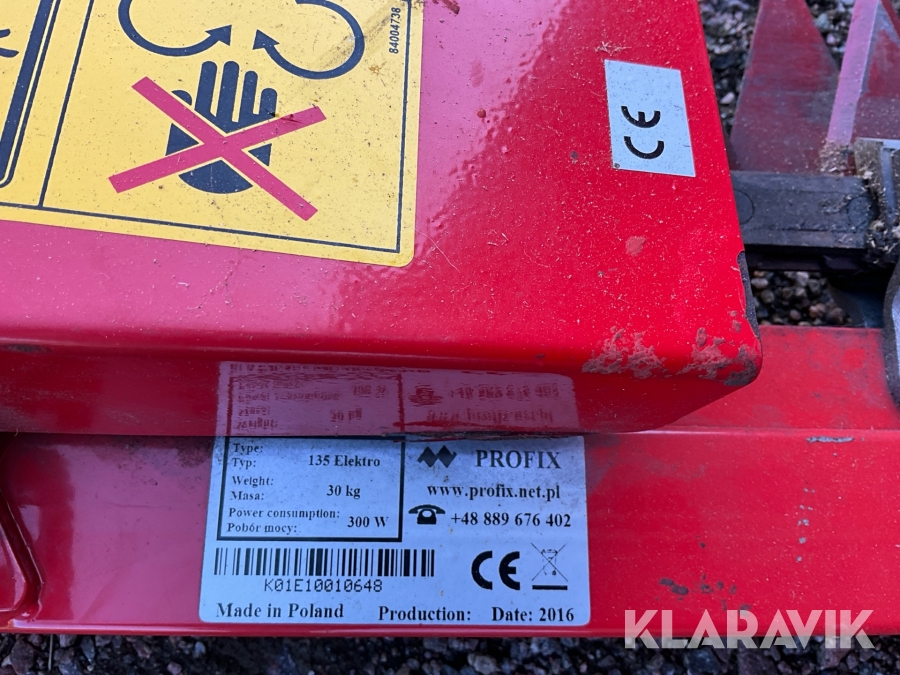 84004738
CE
Type:
Typ: 135 Elektro
Weight:
Masa: 30 kg
Power consumption:
Pobór mocy: 300 W
PROFIX
www.profix.net.pl
+48 889 676 402
CE
K01E10010648
Made in Poland Production: Date: 2016
KLARAVIK